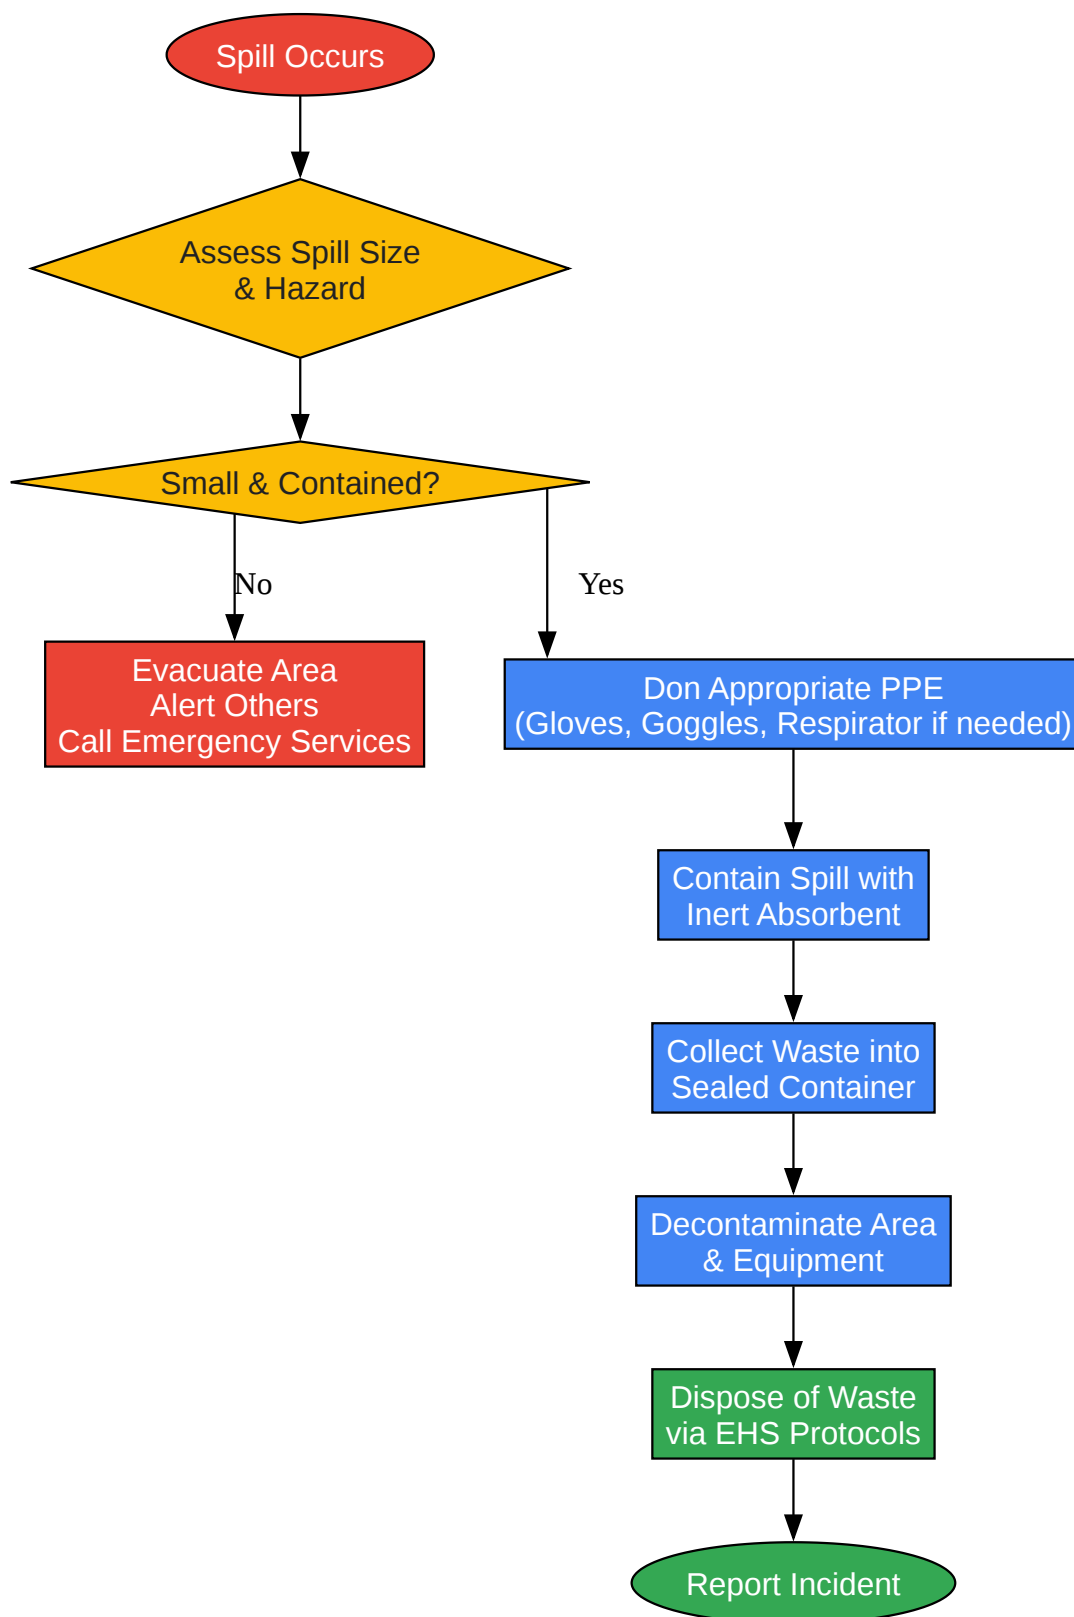 Spill Occurs
Assess Spill Size
& Hazard
Small & Contained?
No
Yes
Evacuate Area
Alert Others
Call Emergency Services
Don Appropriate PPE
(Gloves, Goggles, Respirator if needed)
Contain Spill with
Inert Absorbent
Collect Waste into
Sealed Container
Decontaminate Area
& Equipment
Dispose of Waste
via EHS Protocols
Report Incident